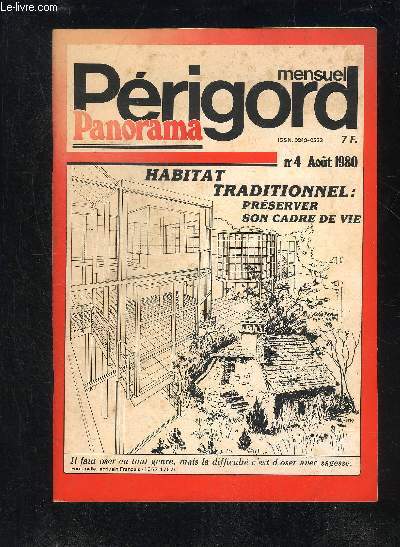 www.Le-Livre.com
mensuel
Périgord
Panorama
7 F.
n°4 Août 1980
HABITAT
TRADITIONNEL:
PRÉSERVER
SON CADRE DE VIE
Il faut oser en tout genre, mais la difficulté c'est d'oser avec sagesse.